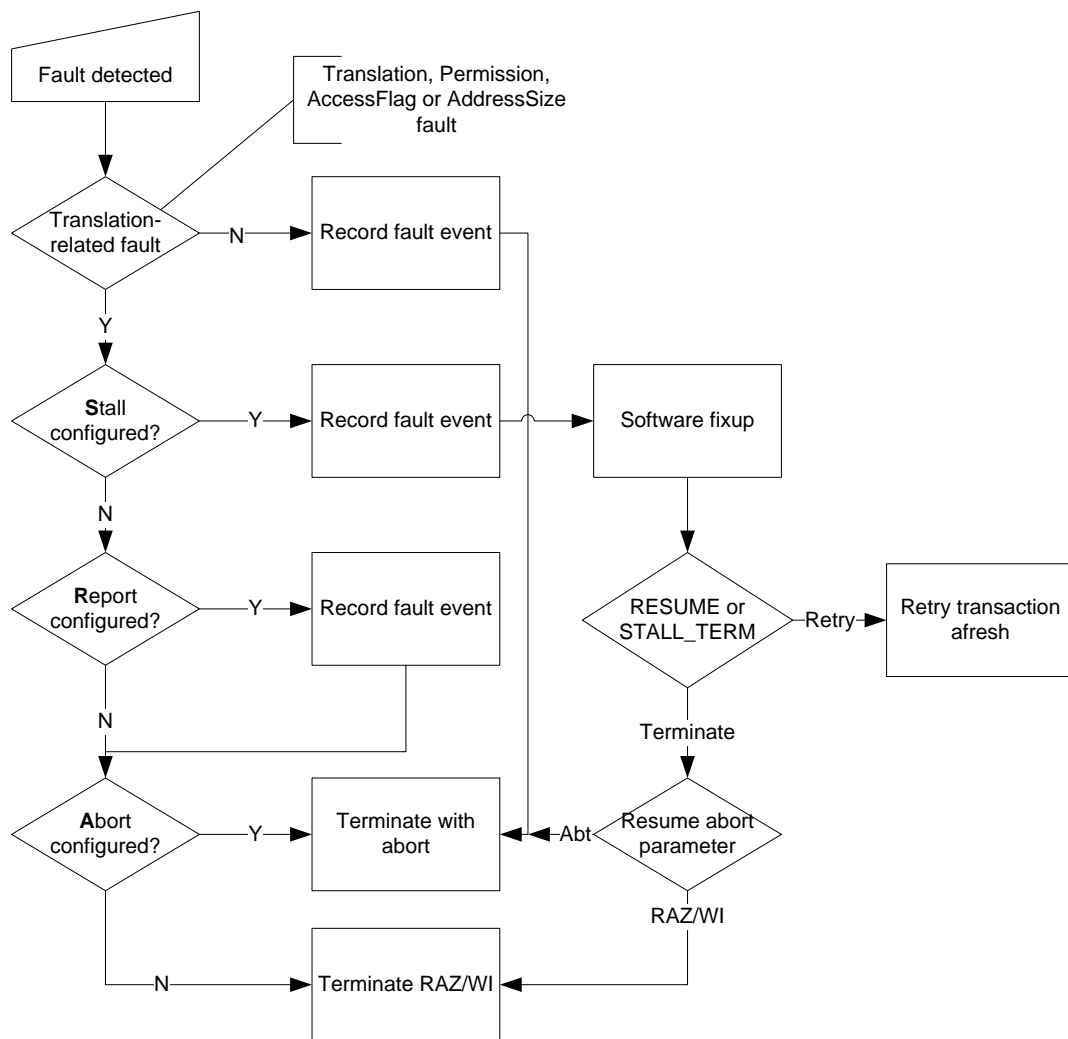 Fault detected
Translation, Permission,
AccessFlag or AddressSize
fault
Translation-
related fault
N
Record fault event
Y
Stall
configured?
Y
Record fault event
Software fixup
N
Report
configured?
Y
Record fault event
RESUME or
STALL_TERM
Retry
Retry transaction
afresh
N
Terminate
Abort
configured?
Y
Terminate with
abort
Abt
Resume abort
parameter
RAZ/WI
N
Terminate RAZ/WI